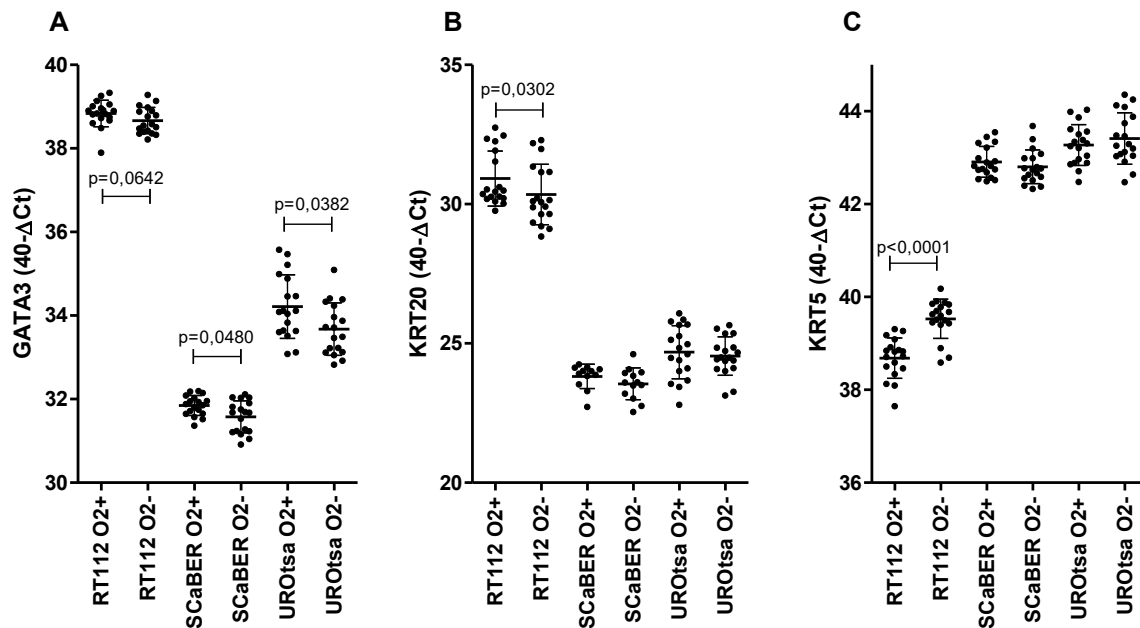 A
GATA3 (40-ΔCt)
40
38
36
34
32
30
p=0,0642
p=0,0480
p=0,0382
RT112 O2+
RT112 O2-
SCaBER O2+
SCaBER O2-
UROtsa O2+
UROtsa O2-
B
KRT20 (40-ΔCt)
35
30
25
20
p=0,0302
RT112 O2+
RT112 O2-
SCaBER O2+
SCaBER O2-
UROtsa O2+
UROtsa O2-
C
KRT5 (40-ΔCt)
44
42
40
38
36
p<0,0001
RT112 O2+
RT112 O2-
SCaBER O2+
SCaBER O2-
UROtsa O2+
UROtsa O2-